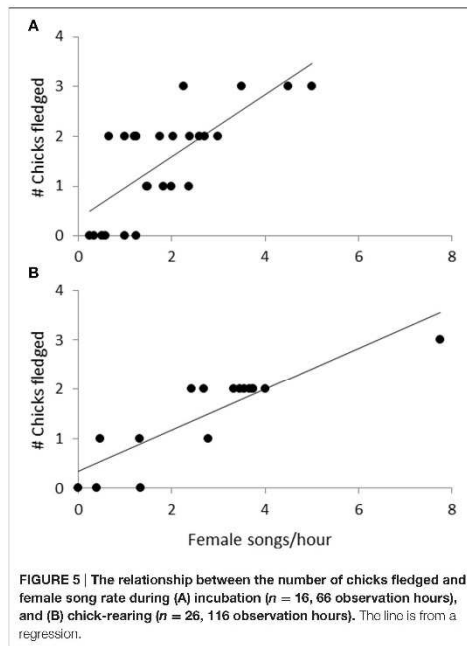 A
4
3
2
1
0
# Chicks fledged
0 2 4 6 8
B
4
3
2
1
0
# Chicks fledged
0 2 4 6 8
Female songs/hour
FIGURE 5 | The relationship between the number of chicks fledged and
female song rate during (A) incubation (n = 16, 66 observation hours),
and (B) chick-rearing (n = 26, 116 observation hours). The line is from a
regression.